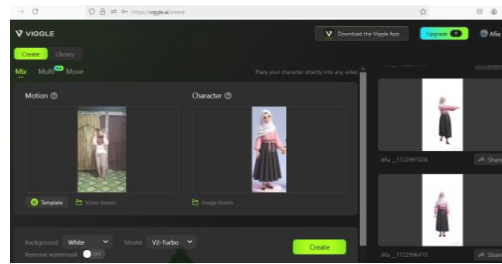 https://viggle.ai/create
VIGGLE
Download the Viggle App
Upgrade
Afia
Create Library
Mix Multi Move
Place your character directly into any video
Motion
Character
Template
Video Assets
Image Assets
Background White
Model V2-Turbo
Create
Remove watermark OFF
Share
Share